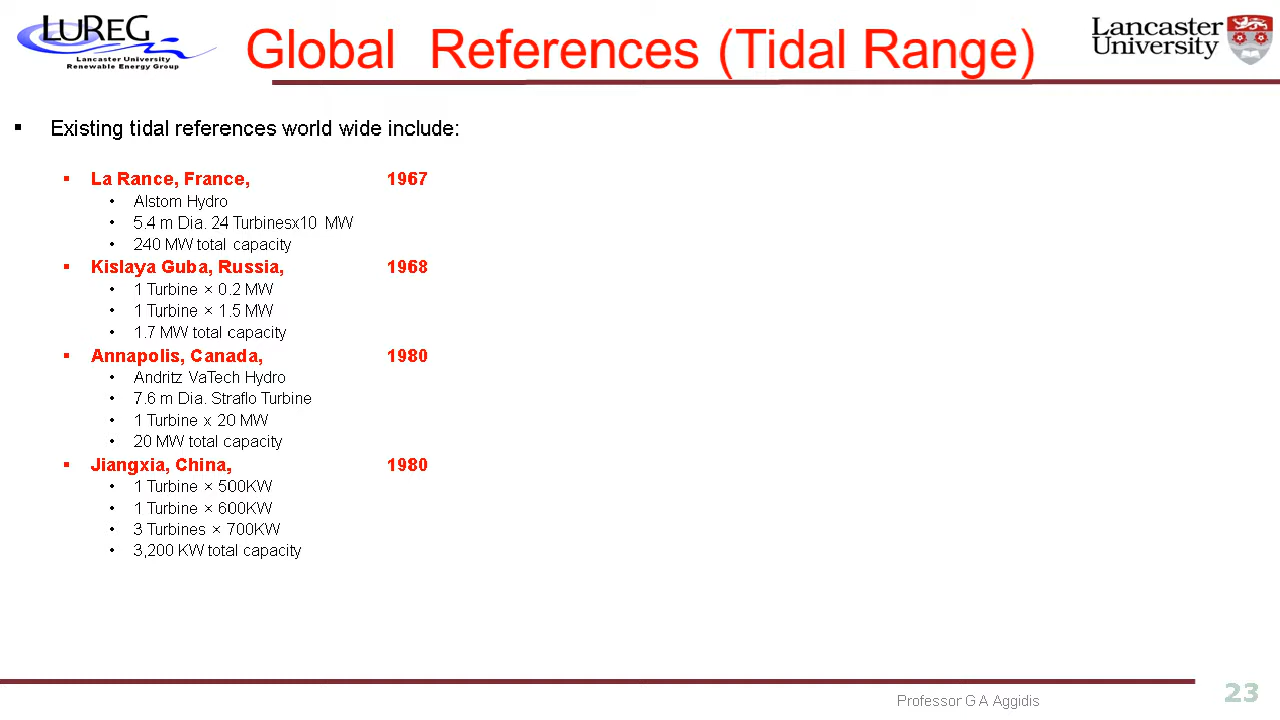 LUREG
Lancaster University
Renewable Energy Group
Global References (Tidal Range)
Lancaster
University
Existing tidal references world wide include:
La Rance, France, 1967
Alstom Hydro
5.4 m Dia. 24 Turbinesx10 MW
240 MW total capacity
Kislaya Guba, Russia, 1968
1 Turbine × 0.2 MW
1 Turbine × 1.5 MW
1.7 MW total capacity
Annapolis, Canada, 1980
Andritz VaTech Hydro
7.6 m Dia. Straflo Turbine
1 Turbine x 20 MW
20 MW total capacity
Jiangxia, China, 1980
1 Turbine × 500KW
1 Turbine × 600KW
3 Turbines × 700KW
3,200 KW total capacity
Professor G A Aggidis
23